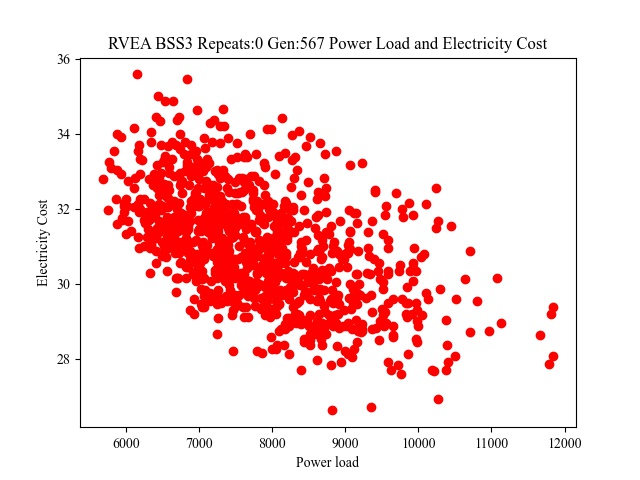 RVEA BSS3 Repeats:0 Gen:567 Power Load and Electricity Cost
36
34
32
30
28
Electricity Cost
6000 7000 8000 9000 10000 11000 12000
Power load